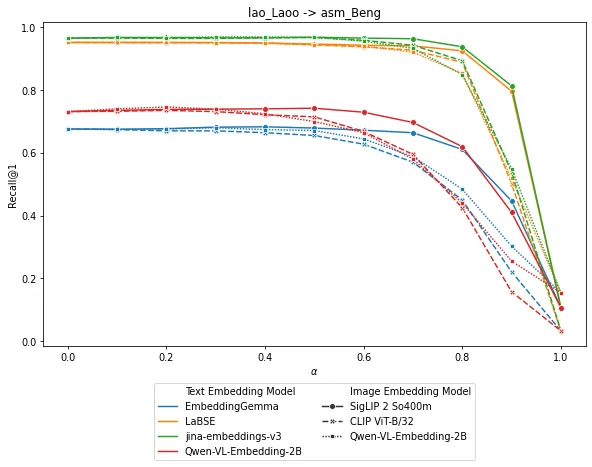 lao_Laoo -> asm_Beng
1.0
0.8
0.6
0.4
0.2
0.0
Recall@1
0.0 0.2 0.4 0.6 0.8 1.0
α
Text Embedding Model Image Embedding Model
EmbeddingGemma SigLIP 2 So400m
LaBSE CLIP ViT-B/32
jina-embeddings-v3 Qwen-VL-Embedding-2B
Qwen-VL-Embedding-2B